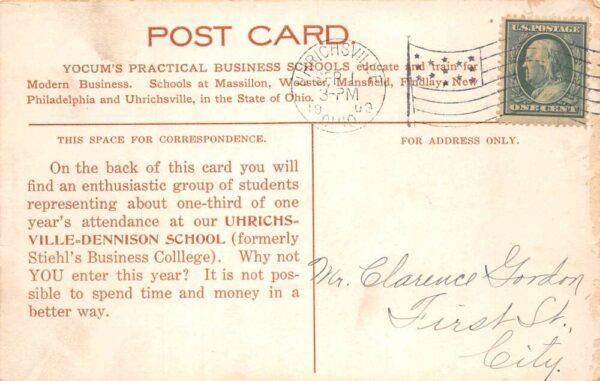 POST CARD.
YOCUM'S PRACTICAL BUSINESS SCHOOLS educate and train for
Modern Business. Schools at Massillon, Wooster, Mansfield, Findlay, New
Philadelphia and Uhrichsville, in the State of Ohio.
UHRICHSVILLE
1
3-PM
19 09
OHIO
U.S. POSTAGE
ONE CENT
THIS SPACE FOR CORRESPONDENCE.
On the back of this card you will
find an enthusiastic group of students
representing about one-third of one
year's attendance at our UHRICHS-
VILLE=DENNISON SCHOOL (formerly
Stiehl's Business Colllege). Why not
YOU enter this year? It is not pos-
sible to spend time and money in a
better way.
FOR ADDRESS ONLY.
Mr. Clarence Gordon,
First St.,
City.